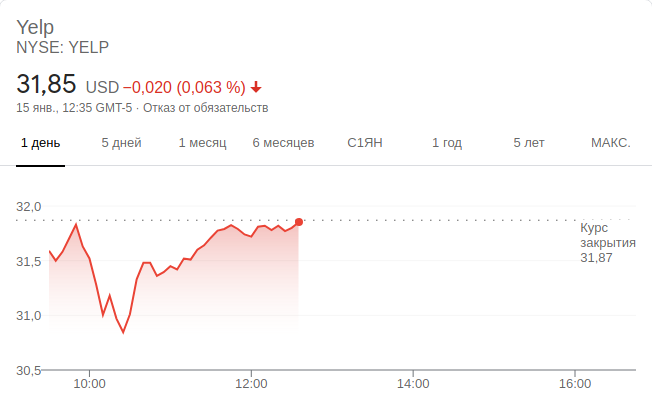 Yelp
NYSE: YELP
31,85 USD −0,020 (0,063 %)
15 янв., 12:35 GMT-5 · Отказ от обязательств
1 день 5 дней 1 месяц 6 месяцев С1ЯН 1 год 5 лет МАКС.
32,0
Курс
закрытия
31,87
31,5
31,0
30,5
10:00 12:00 14:00 16:00